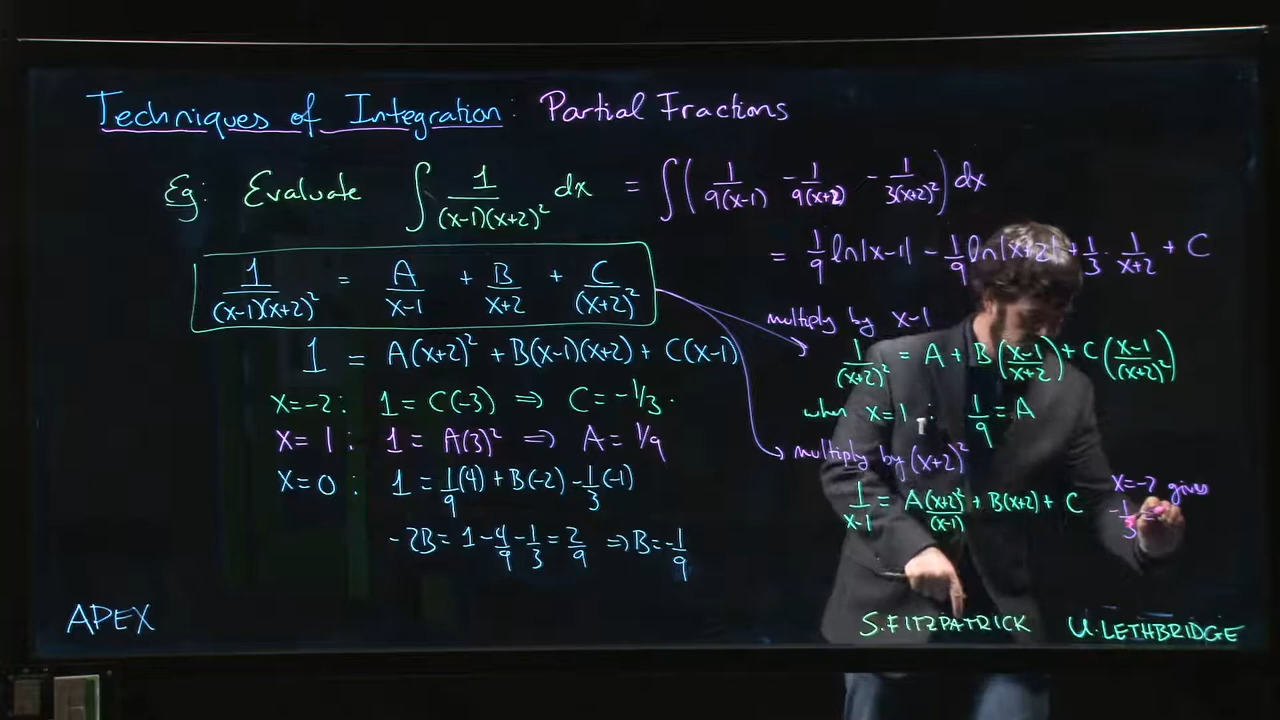 Techniques of Integration: Partial Fractions
Eg: Evaluate ∫ 1/((x-1)(x+2)²) dx = ∫( 1/(9(x-1)) - 1/(9(x+2)) - 1/(3(x+2)²) ) dx
= 1/9 ln|x-1| - 1/9 ln|x+2| + 1/3 · 1/(x+2) + C
1/((x-1)(x+2)²) = A/(x-1) + B/(x+2) + C/(x+2)²
1 = A(x+2)² + B(x-1)(x+2) + C(x-1)
x=-2: 1 = C(-3) ⇒ C = -1/3.
x=1: 1 = A(3)² ⇒ A = 1/9
x=0: 1 = 1/9(4) + B(-2) - 1/3(-1)
-2B = 1 - 4/9 - 1/3 = 2/9 ⇒ B = -1/9
multiply by x-1
1/(x+2)² = A + B((x-1)/(x+2)) + C((x-1)/(x+2)²)
when x=1, : 1/9 = A
multiply by (x+2)²
1/(x-1) = A(x+2)²/(x-1) + B(x+2) + C
x=-2 gives
-1/3 =
APEX
S.FITZPATRICK U.LETHBRIDGE